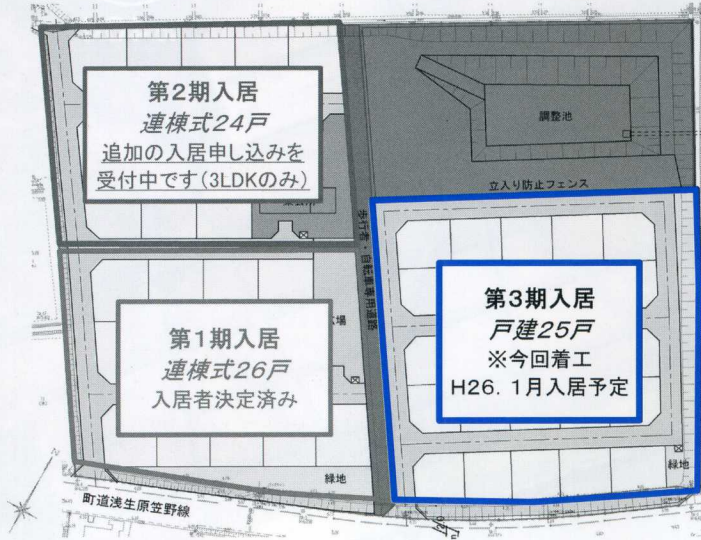 第2期入居
連棟式24戸
追加の入居申し込みを
受付中です(3LDKのみ)
調整池
立入り防止フェンス
歩行者・自転車専用道路
第1期入居
連棟式26戸
入居者決定済み
第3期入居
戸建25戸
※今回着工
H26.1月入居予定
緑地
緑地
町道浅生原笠野線
N